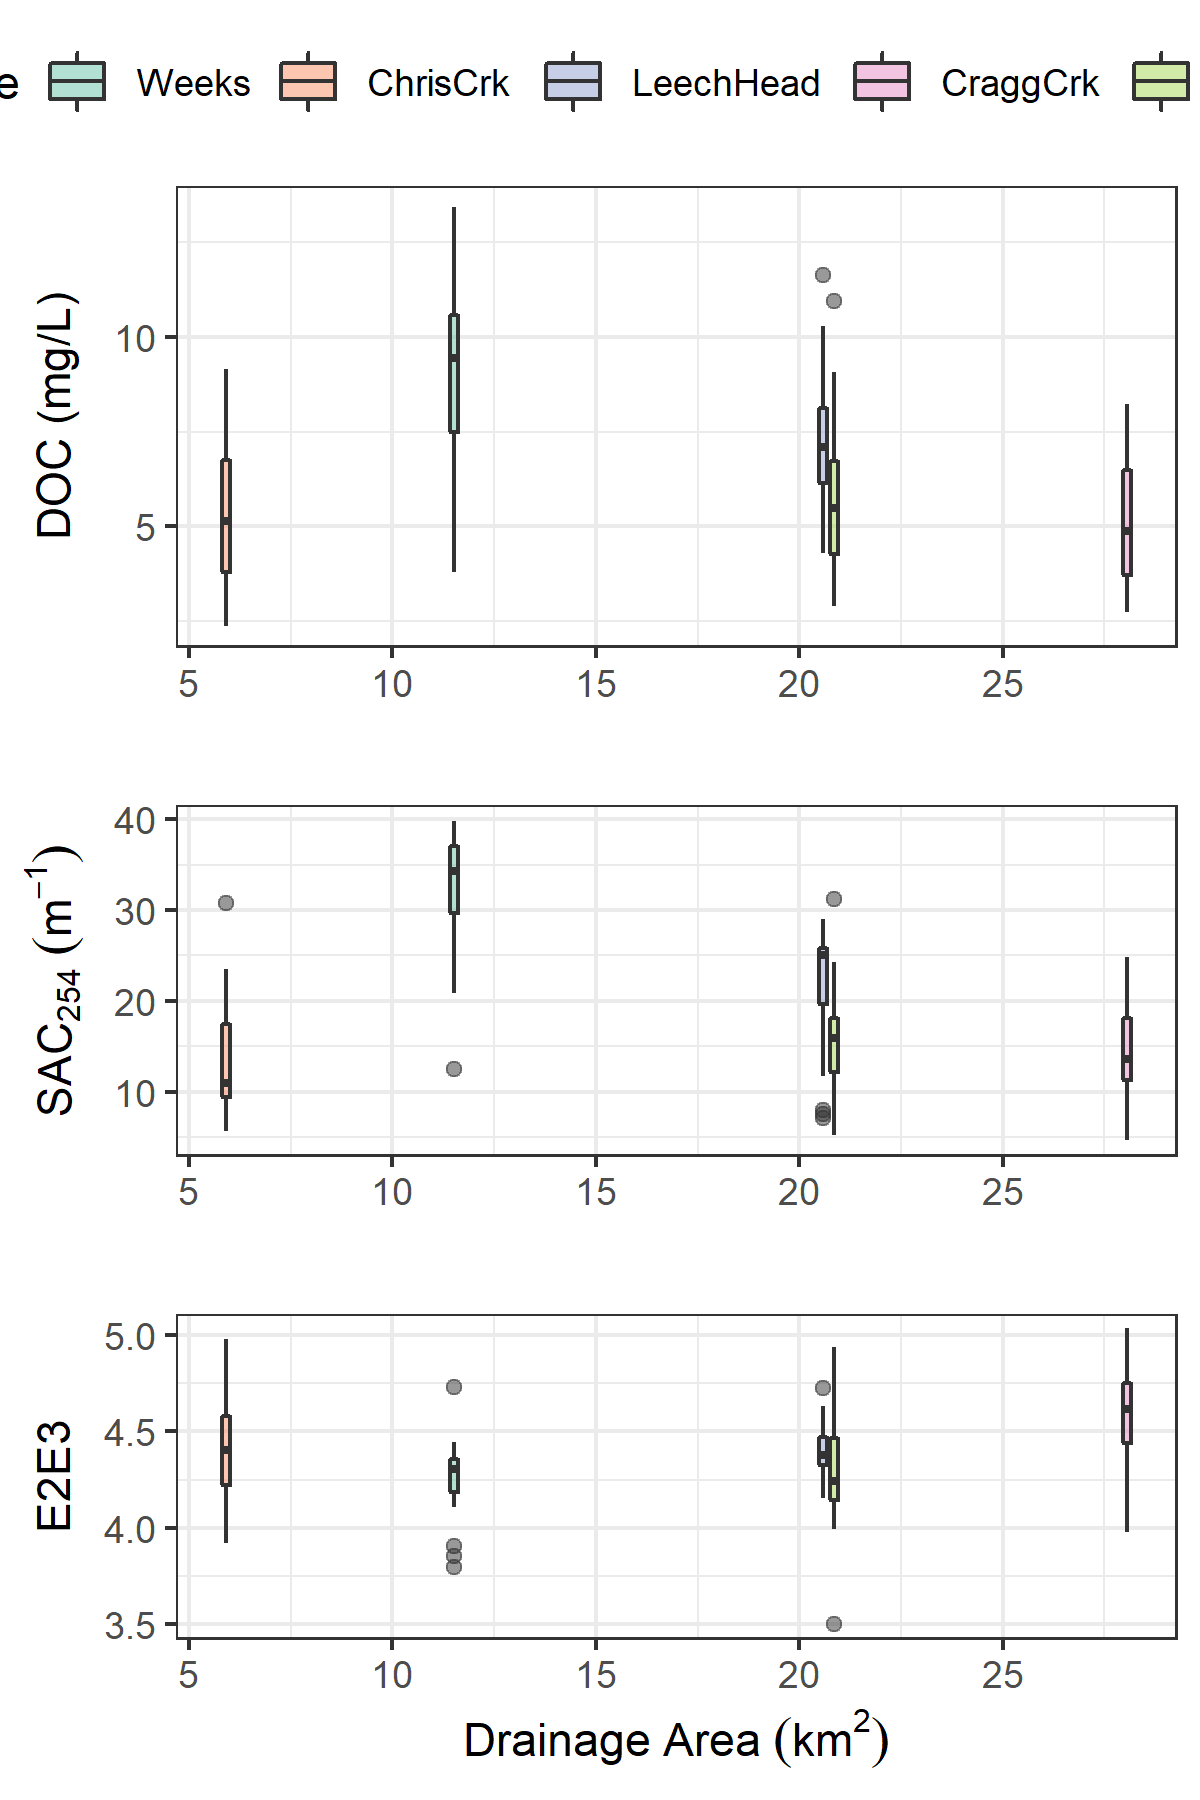 e Weeks ChrisCrk LeechHead CraggCrk
DOC (mg/L)
10
5
5 10 15 20 25
SAC₂₅₄ (m⁻¹)
40
30
20
10
5 10 15 20 25
E2E3
5.0
4.5
4.0
3.5
5 10 15 20 25
Drainage Area (km²)